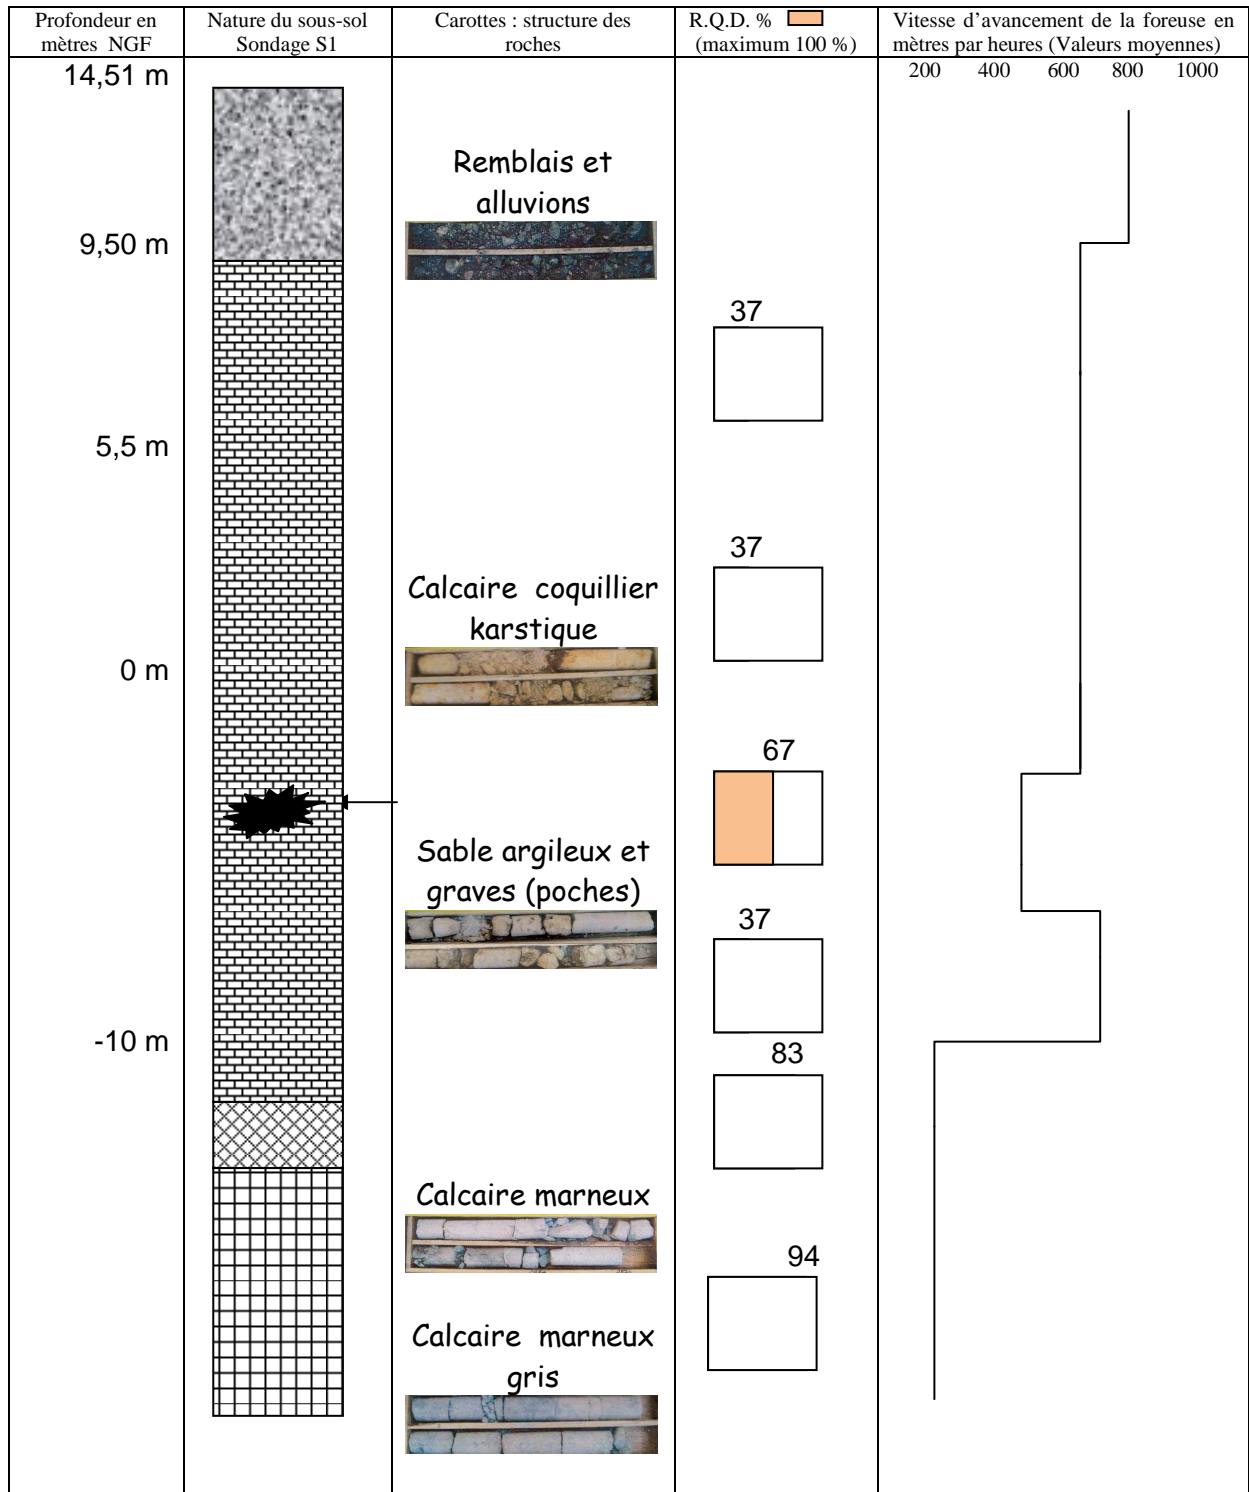 Profondeur en
mètres NGF
Nature du sous-sol
Sondage S1
Carottes : structure des
roches
R.Q.D. %
(maximum 100 %)
Vitesse d’avancement de la foreuse en
mètres par heures (Valeurs moyennes)
14,51 m
200 400 600 800 1000
Remblais et
alluvions
9,50 m
37
5,5 m
37
Calcaire coquillier
karstique
0 m
67
Sable argileux et
graves (poches)
37
-10 m
83
Calcaire marneux
94
Calcaire marneux
gris